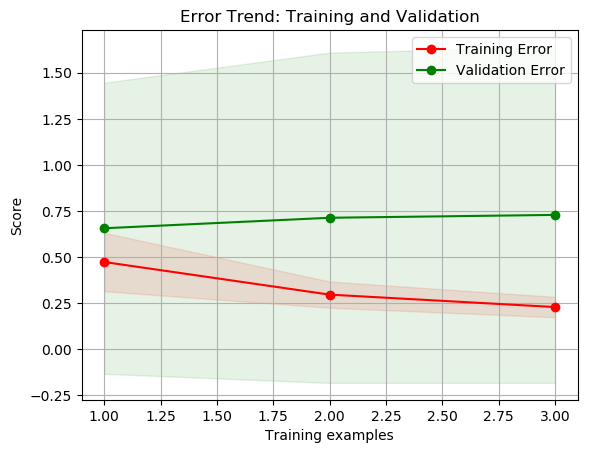 Error Trend: Training and Validation
Training Error
Validation Error
Score
1.50
1.25
1.00
0.75
0.50
0.25
0.00
−0.25
1.00 1.25 1.50 1.75 2.00 2.25 2.50 2.75 3.00
Training examples